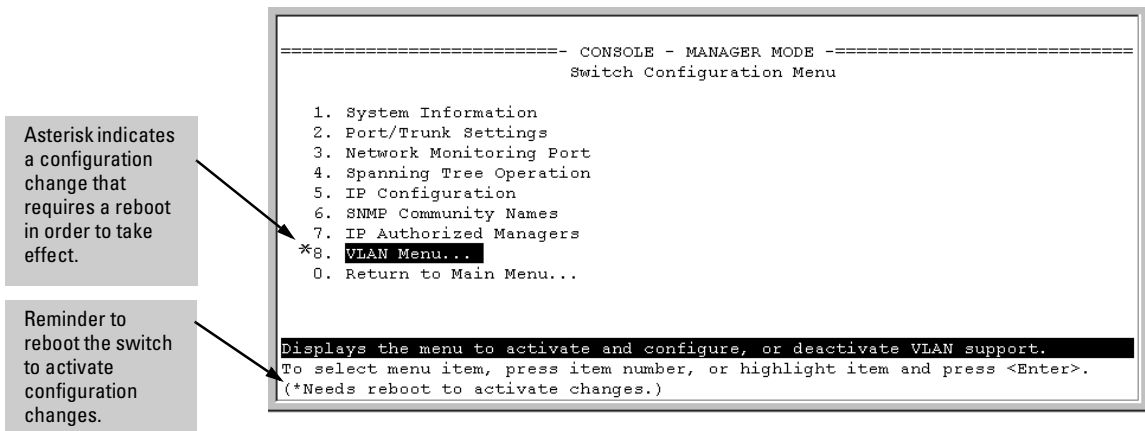 ==========================- CONSOLE - MANAGER MODE -============================
Switch Configuration Menu
1. System Information
2. Port/Trunk Settings
3. Network Monitoring Port
4. Spanning Tree Operation
5. IP Configuration
6. SNMP Community Names
7. IP Authorized Managers
*8. VLAN Menu...
0. Return to Main Menu...
Displays the menu to activate and configure, or deactivate VLAN support.
To select menu item, press item number, or highlight item and press <Enter>.
(*Needs reboot to activate changes.)
Asterisk indicates
a configuration
change that
requires a reboot
in order to take
effect.
Reminder to
reboot the switch
to activate
configuration
changes.